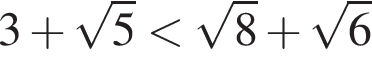 3 + √5 < √8 + √6